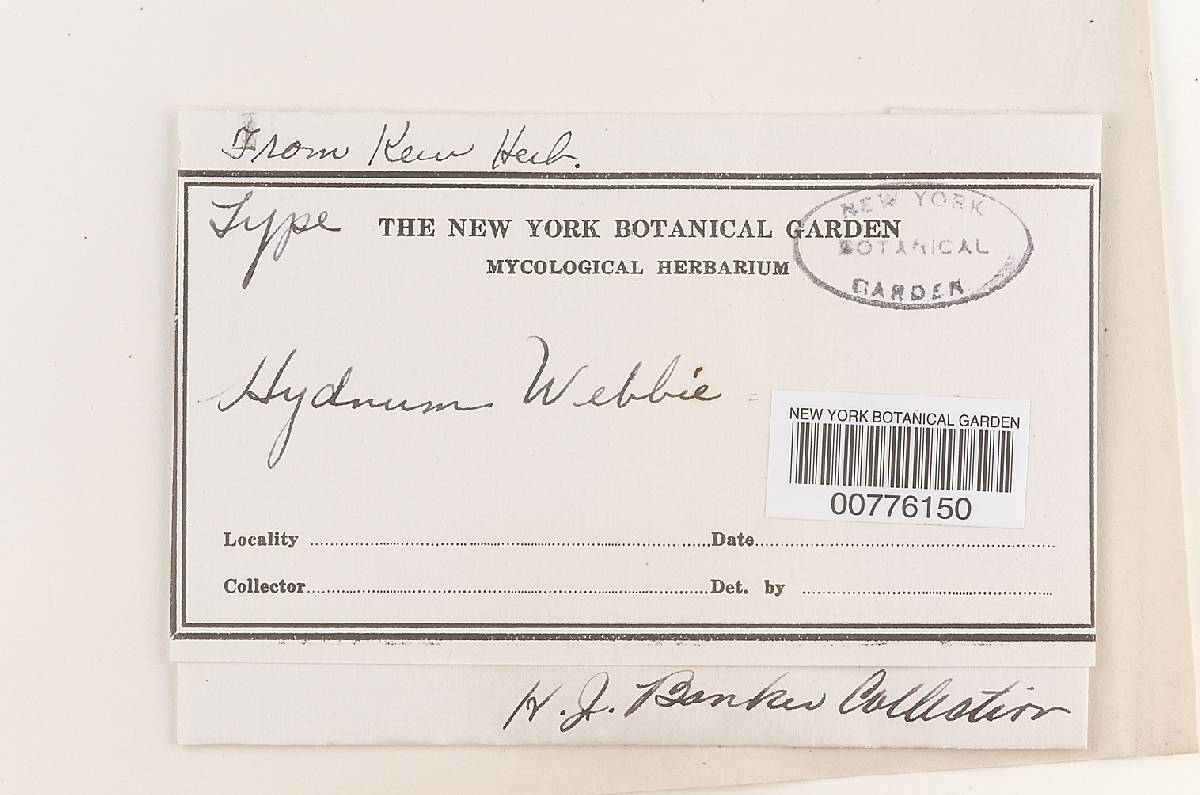 From Kew Herb.
Type
THE NEW YORK BOTANICAL GARDEN
MYCOLOGICAL HERBARIUM
NEW YORK
BOTANICAL
GARDEN
Hydnum Webbie
NEW YORK BOTANICAL GARDEN
00776150
Locality ........................ Date........................
Collector........................ Det. by ........................
H. J. Banker Collection